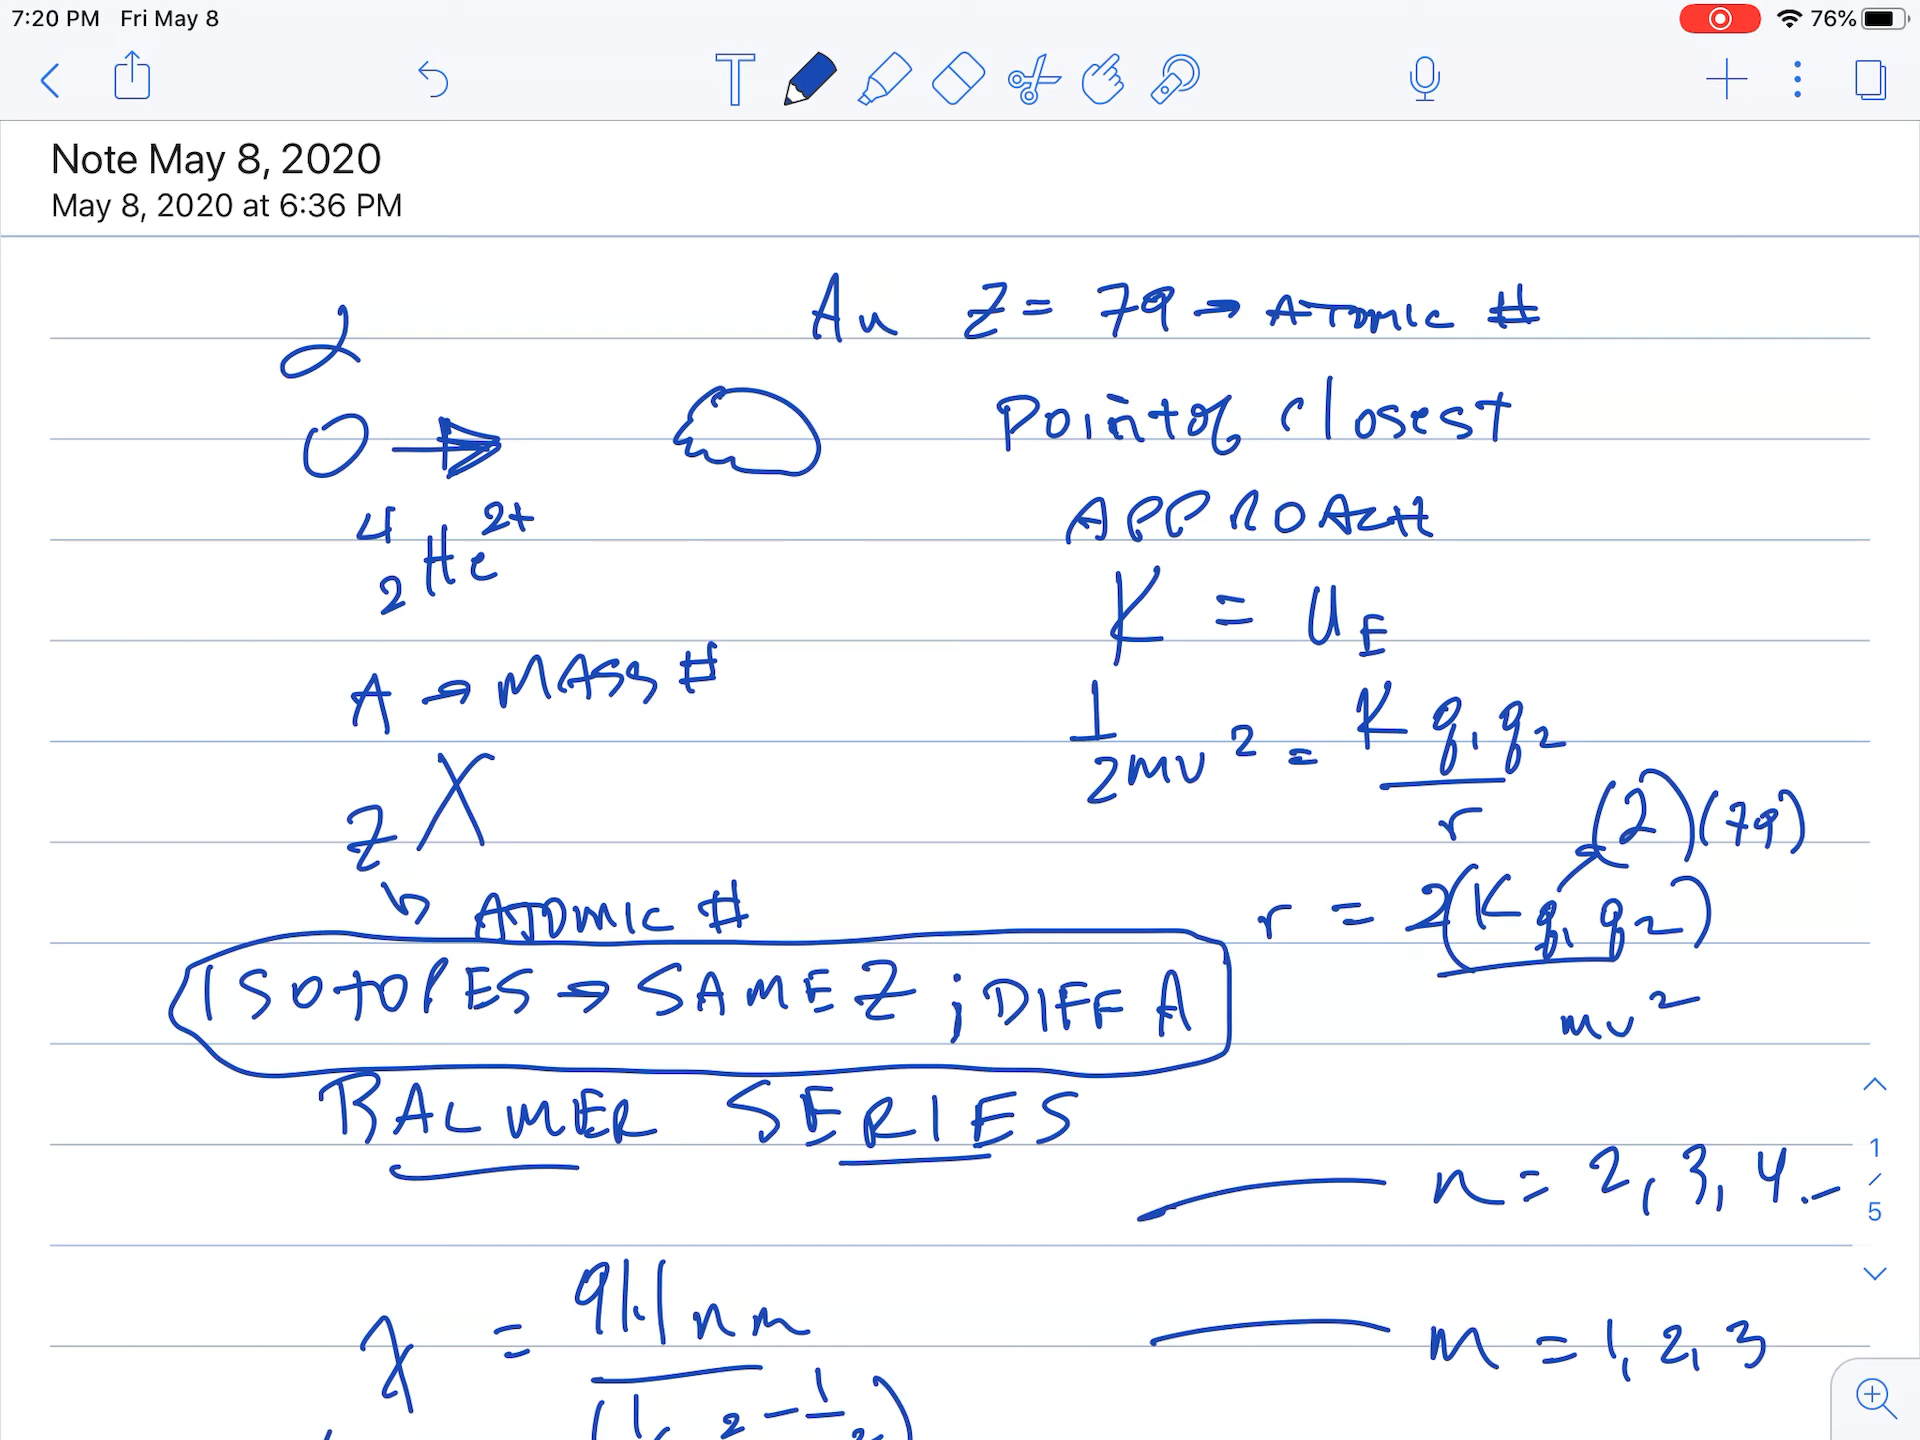 7:20 PM Fri May 8
76%
T
Note May 8, 2020
May 8, 2020 at 6:36 PM
Au Z = 79 → ATOMIC #
α
Point of closest
APPROACH
4 2 He 2+
K = U E
A → MASS #
1/2 mv² = K q₁ q₂ / r
Z X
(2)(79)
↳ ATOMIC #
r = 2(K q₁ q₂) / mv²
ISOTOPES → SAME Z ; DIFF A
BALMER SERIES
n = 2, 3, 4..
1 / 5
λ = 91.1 nm
m = 1, 2, 3